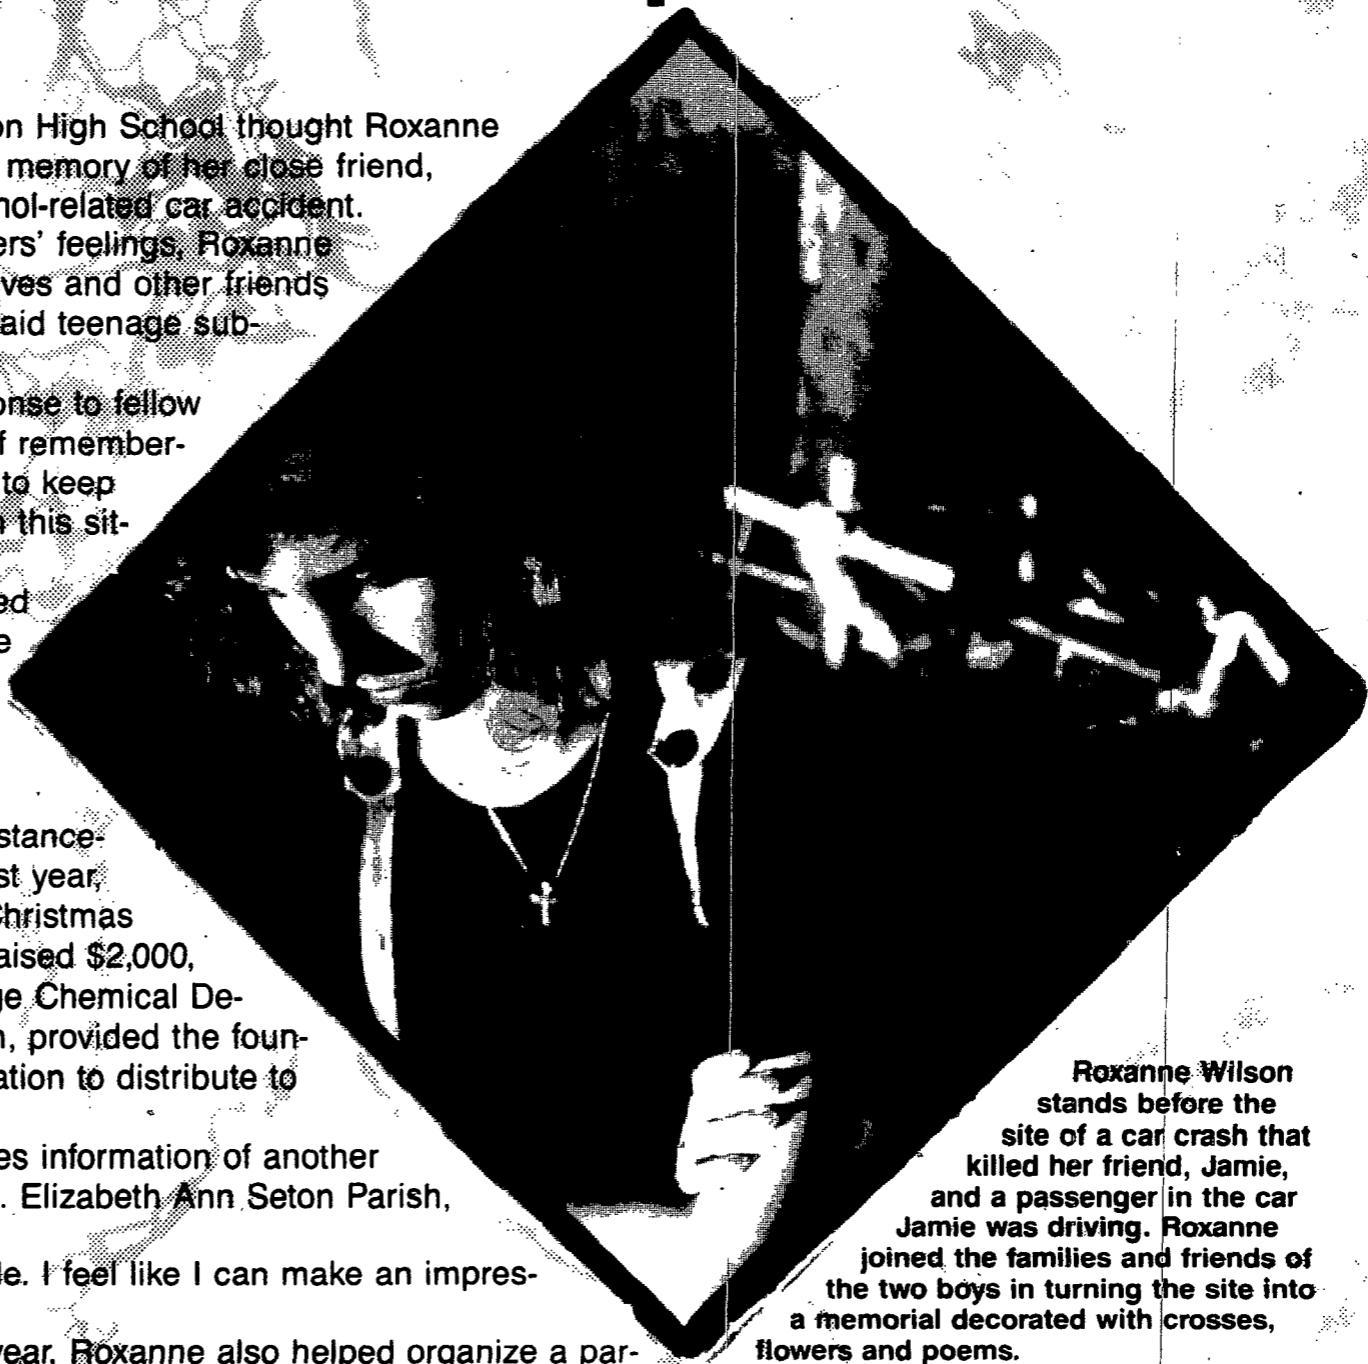 on High School thought Roxanne
memory of her close friend,
nol-related car accident.
ers' feelings, Roxanne
ves and other friends
aid teenage sub-
onse to fellow
f remember-
to keep
n this sit-
ed
e
stance-
st year,
Christmas
aised $2,000,
ge Chemical De-
n, provided the foun-
ation to distribute to
es information of another
. Elizabeth Ann Seton Parish,
le. I feel like I can make an impres-
year, Roxanne also helped organize a par-
Roxanne Wilson
stands before the
site of a car crash that
killed her friend, Jamie,
and a passenger in the car
Jamie was driving. Roxanne
joined the families and friends of
the two boys in turning the site into
a memorial decorated with crosses,
flowers and poems.